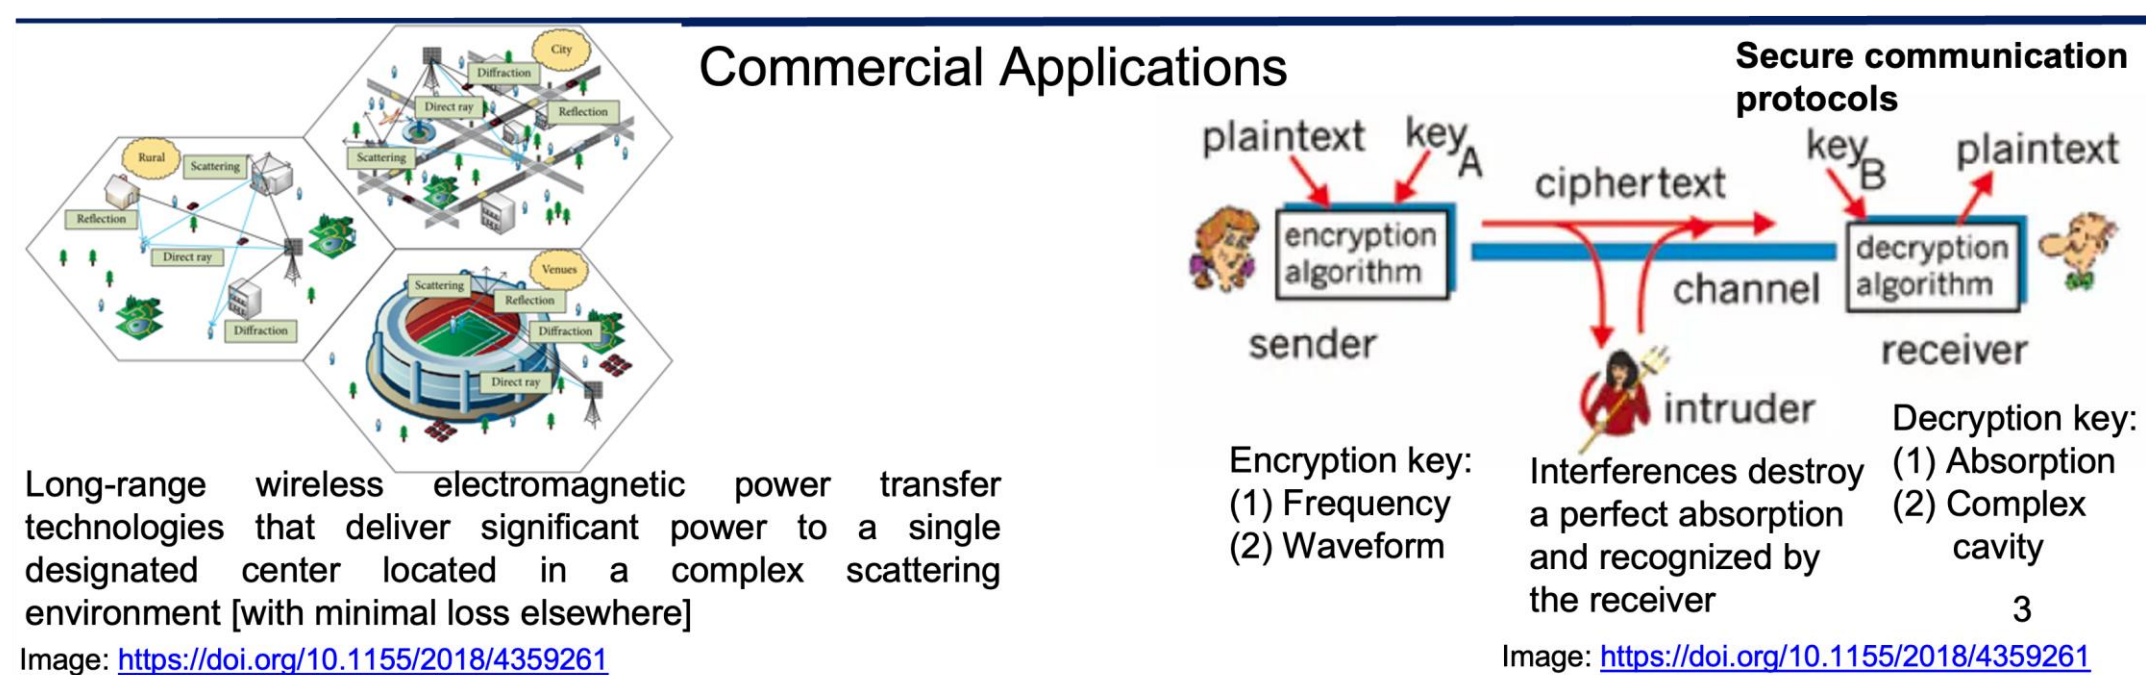 Commercial Applications
City
Diffraction
Direct ray
Reflection
Scattering
Rural
Scattering
Reflection
Direct ray
Diffraction
Venues
Scattering
Reflection
Diffraction
Direct ray
Long-range wireless electromagnetic power transfer
technologies that deliver significant power to a single
designated center located in a complex scattering
environment [with minimal loss elsewhere]
Image: https://doi.org/10.1155/2018/4359261
Secure communication
protocols
plaintext
key A
ciphertext
key B
plaintext
encryption
algorithm
channel
decryption
algorithm
sender
receiver
intruder
Encryption key:
(1) Frequency
(2) Waveform
Interferences destroy
a perfect absorption
and recognized by
the receiver
Decryption key:
(1) Absorption
(2) Complex
cavity
3
Image: https://doi.org/10.1155/2018/4359261